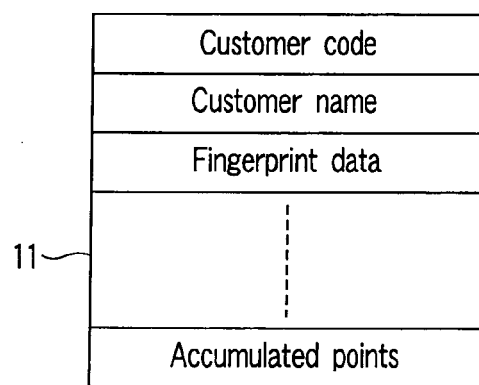 Customer code
Customer name
Fingerprint data
11
Accumulated points